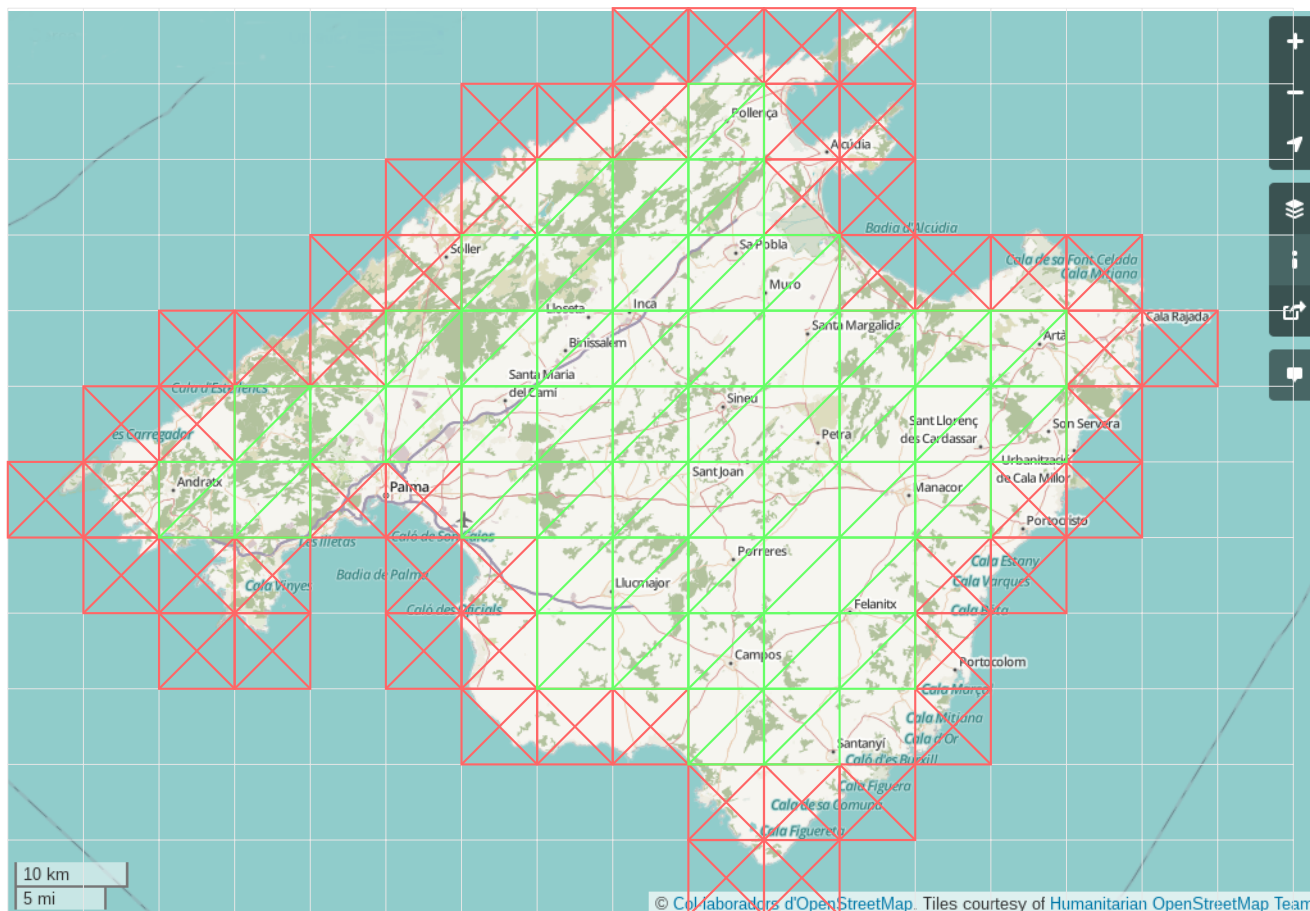 Pollença
Alcúdia
Badia d'Alcúdia
Sóller
Sa Pobla
Cala de sa Font Celada
Cala Mitjana
Muro
Lloseta
Inca
Cala Rajada
Santa Margalida
Artà
Binissalem
Santa Maria
del Camí
Cala d'Estellencs
Sineu
Sant Llorenç
des Cardassar
Son Servera
es Carregador
Petra
Urbanització
de Cala Millor
Sant Joan
Andratx
Palma
Manacor
Portocristo
Les Illetas
Caló de Son Caios
Porreres
Cala Estany
Badia de Palma
Cala Varques
Cala Vinyes
Llucmajor
Caló des Oficials
Felanitx
Cala Bota
Campos
Portocolom
Cala Marçal
Cala Mitjana
Cala d'Or
Santanyí
Caló d'es Burxill
Cala Figuera
Cala de sa Comuna
Cala Figuereta
10 km
5 mi
© Col·laboradors d'OpenStreetMap. Tiles courtesy of Humanitarian OpenStreetMap Team